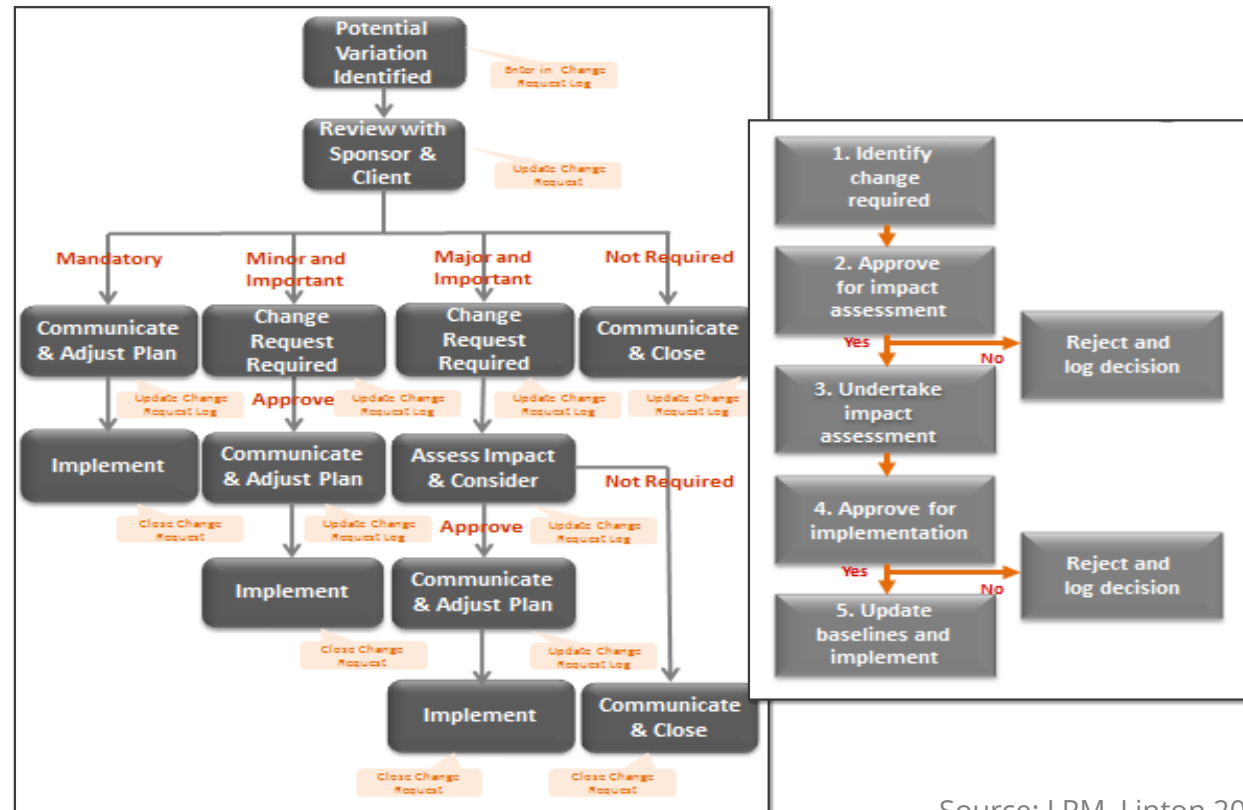 Potential
Variation
Identified
Enter in Change
Request Log
Review with
Sponsor &
Client
Update Change
Request
Mandatory
Minor and
Important
Major and
Important
Not Required
Communicate
& Adjust Plan
Change
Request
Required
Change
Request
Required
Communicate
& Close
Update Change
Request Log
Approve
Update Change
Request Log
Update Change
Request Log
Update Change
Request Log
Implement
Communicate
& Adjust Plan
Assess Impact
& Consider
Not Required
Close Change
Request
Update Change
Request Log
Approve
Update Change
Request Log
Implement
Communicate
& Adjust Plan
Close Change
Request
Update Change
Request Log
Implement
Communicate
& Close
Close Change
Request
Close Change
Request
1. Identify
change
required
2. Approve
for impact
assessment
Yes
No
Reject and
log decision
3. Undertake
impact
assessment
4. Approve for
implementation
Yes
No
Reject and
log decision
5. Update
baselines and
implement
Source: LPM, Linton 20